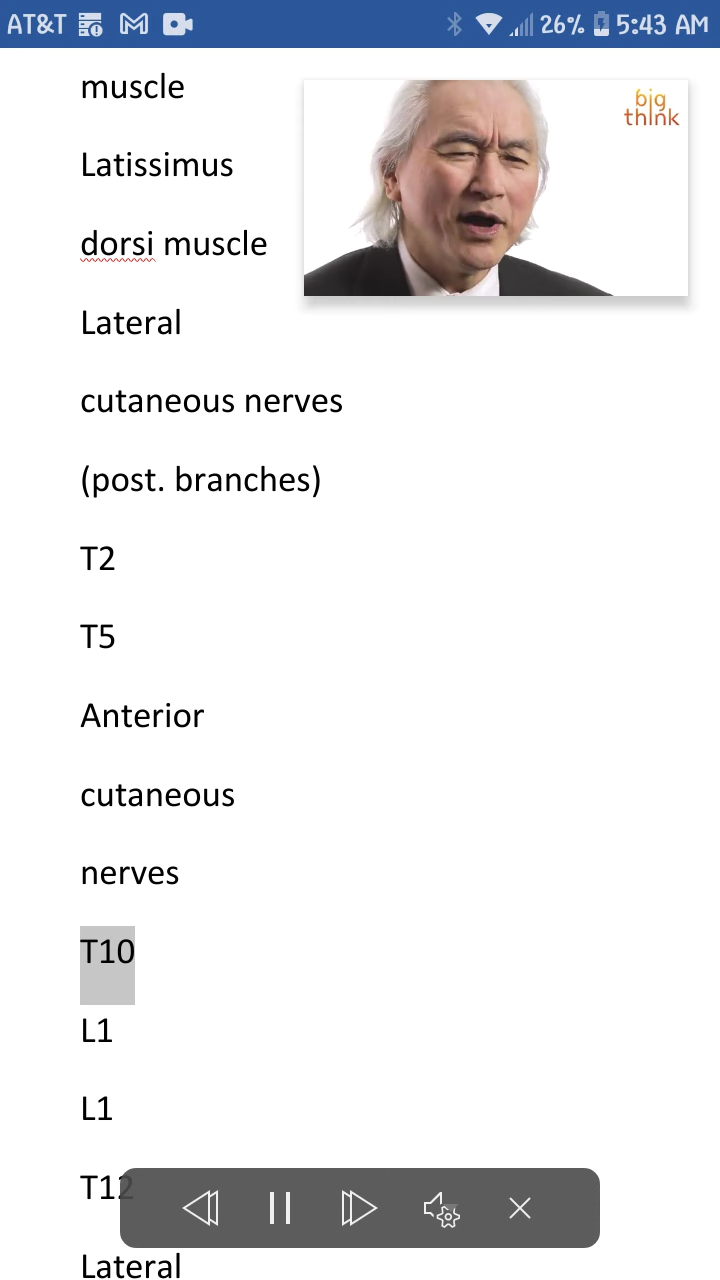 AT&T 26% 5:43 AM
muscle
big
think
Latissimus
dorsi muscle
Lateral
cutaneous nerves
(post. branches)
T2
T5
Anterior
cutaneous
nerves
T10
L1
L1
T12
Lateral